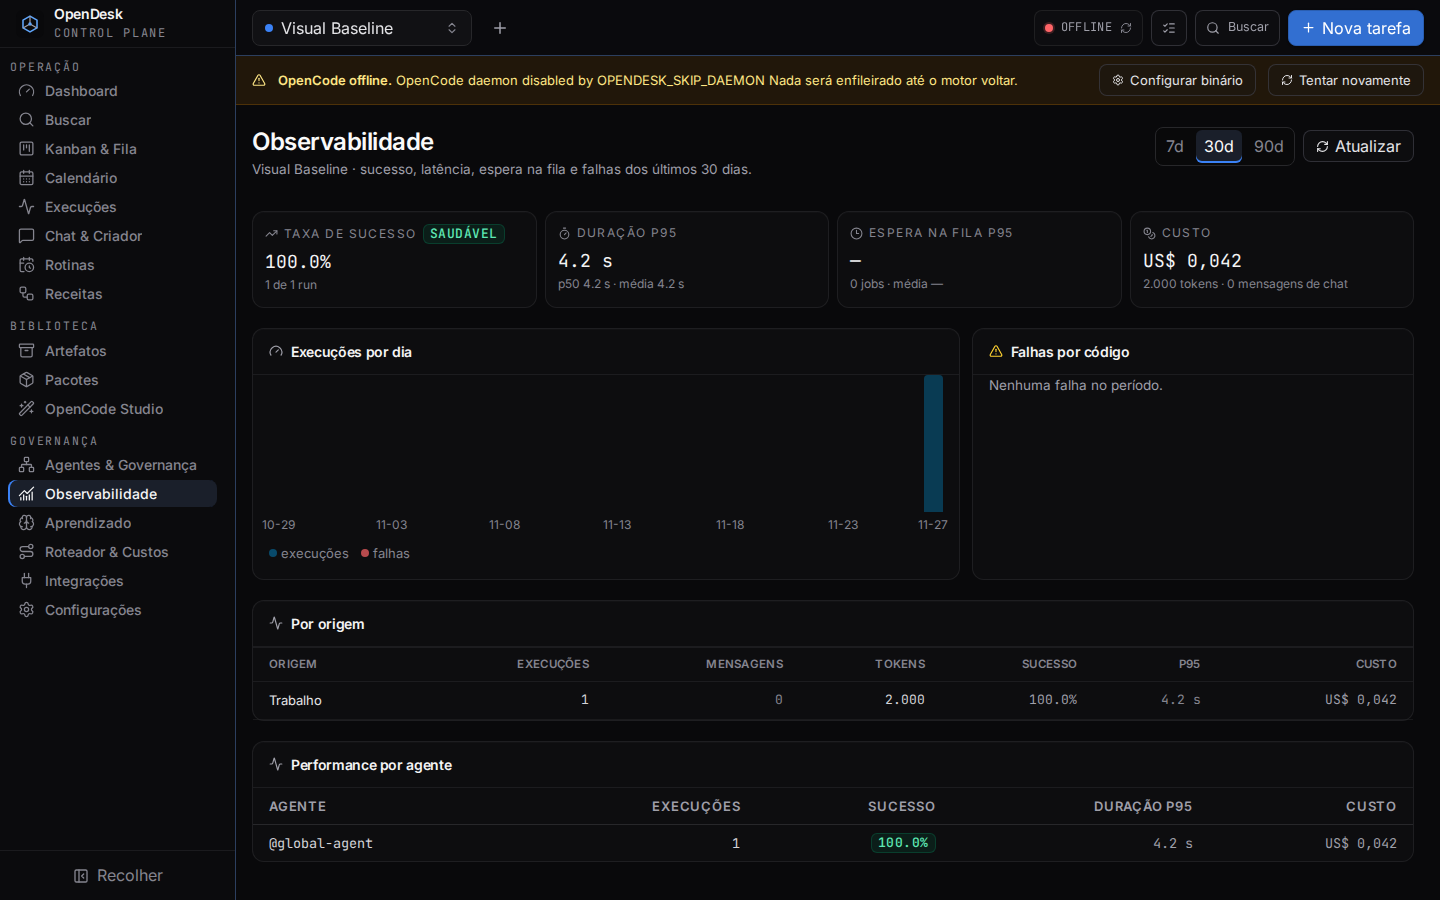 OpenDesk
CONTROL PLANE
OPERAÇÃO
Dashboard
Buscar
Kanban & Fila
Calendário
Execuções
Chat & Criador
Rotinas
Receitas
BIBLIOTECA
Artefatos
Pacotes
OpenCode Studio
GOVERNANÇA
Agentes & Governança
Observabilidade
Aprendizado
Roteador & Custos
Integrações
Configurações
Recolher
Visual Baseline
OFFLINE
Buscar
Nova tarefa
OpenCode offline. OpenCode daemon disabled by OPENDESK_SKIP_DAEMON Nada será enfileirado até o motor voltar.
Configurar binário
Tentar novamente
Observabilidade
Visual Baseline · sucesso, latência, espera na fila e falhas dos últimos 30 dias.
7d 30d 90d
Atualizar
TAXA DE SUCESSO SAUDÁVEL
100.0%
1 de 1 run
DURAÇÃO P95
4.2 s
p50 4.2 s · média 4.2 s
ESPERA NA FILA P95
—
0 jobs · média —
CUSTO
US$ 0,042
2.000 tokens · 0 mensagens de chat
Execuções por dia
10-29 11-03 11-08 11-13 11-18 11-23 11-27
execuções falhas
Falhas por código
Nenhuma falha no período.
Por origem
ORIGEM EXECUÇÕES MENSAGENS TOKENS SUCESSO P95 CUSTO
Trabalho 1 0 2.000 100.0% 4.2 s US$ 0,042
Performance por agente
AGENTE EXECUÇÕES SUCESSO DURAÇÃO P95 CUSTO
@global-agent 1 100.0% 4.2 s US$ 0,042